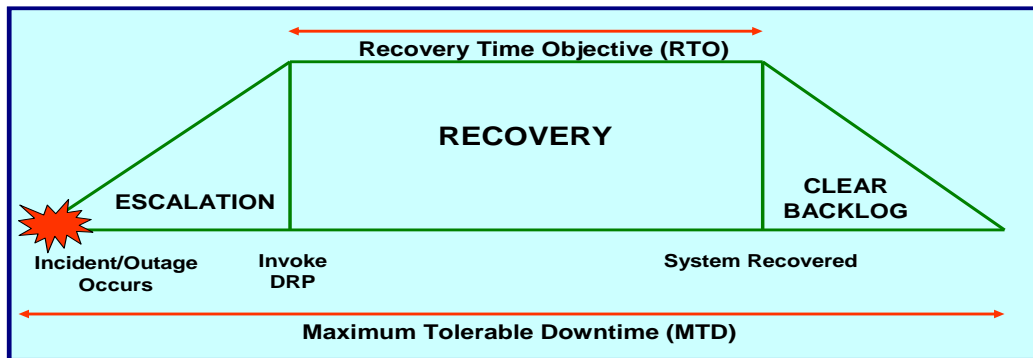 Recovery Time Objective (RTO)
RECOVERY
ESCALATION
CLEAR
BACKLOG
Incident/Outage
Occurs
Invoke
DRP
System Recovered
Maximum Tolerable Downtime (MTD)